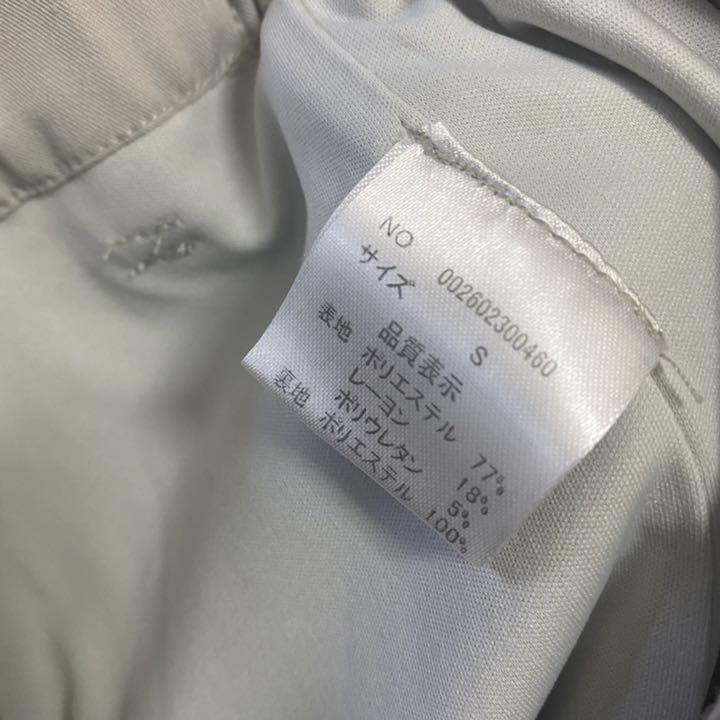 NO 002602300460
サイズ S
品質表示
表地 ポリエステル 77%
レーヨン 18%
ポリウレタン 5%
裏地 ポリエステル 100%